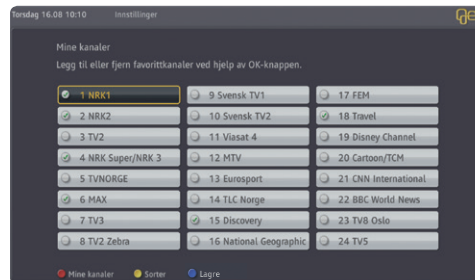 Torsdag 16.08 10:10 Innstillinger
Mine kanaler
Legg til eller fjern favorittkanaler ved hjelp av OK-knappen.
1 NRK1 9 Svensk TV1 17 FEM
2 NRK2 10 Svensk TV2 18 Travel
3 TV2 11 Viasat 4 19 Disney Channel
4 NRK Super/NRK 3 12 MTV 20 Cartoon/TCM
5 TVNORGE 13 Eurosport 21 CNN International
6 MAX 14 TLC Norge 22 BBC World News
7 TV3 15 Discovery 23 TV8 Oslo
8 TV2 Zebra 16 National Geographic 24 TV5
Mine kanaler Sorter Lagre